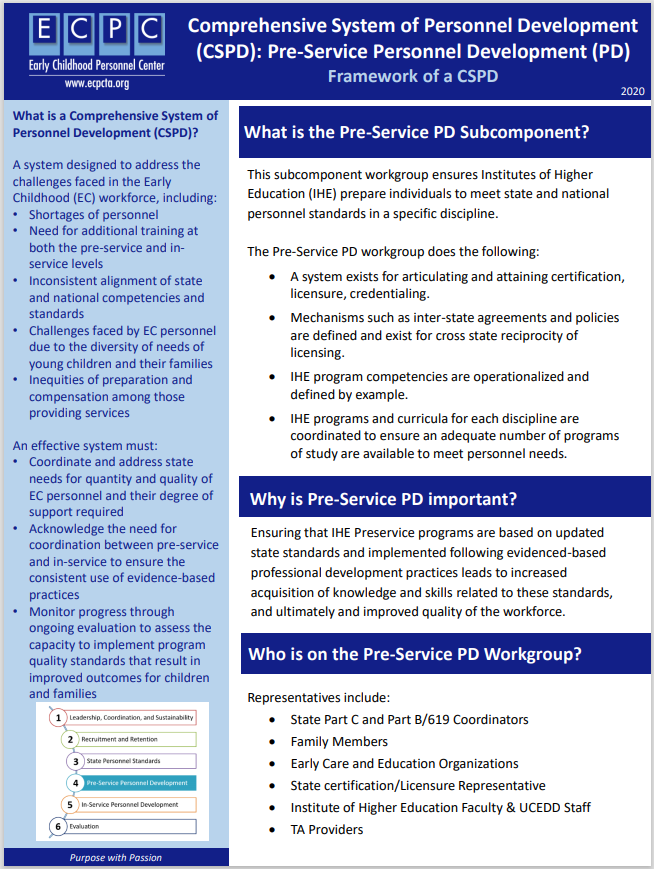 E C P C
Early Childhood Personnel Center
www.ecpcta.org
Comprehensive System of Personnel Development
(CSPD): Pre-Service Personnel Development (PD)
Framework of a CSPD
2020
What is a Comprehensive System of
Personnel Development (CSPD)?
A system designed to address the
challenges faced in the Early
Childhood (EC) workforce, including:
• Shortages of personnel
• Need for additional training at
both the pre-service and in-
service levels
• Inconsistent alignment of state
and national competencies and
standards
• Challenges faced by EC personnel
due to the diversity of needs of
young children and their families
• Inequities of preparation and
compensation among those
providing services
An effective system must:
• Coordinate and address state
needs for quantity and quality of
EC personnel and their degree of
support required
• Acknowledge the need for
coordination between pre-service
and in-service to ensure the
consistent use of evidence-based
practices
• Monitor progress through
ongoing evaluation to assess the
capacity to implement program
quality standards that result in
improved outcomes for children
and families
1 Leadership, Coordination, and Sustainability
2 Recruitment and Retention
3 State Personnel Standards
4 Pre-Service Personnel Development
5 In-Service Personnel Development
6 Evaluation
Purpose with Passion
What is the Pre-Service PD Subcomponent?
This subcomponent workgroup ensures Institutes of Higher
Education (IHE) prepare individuals to meet state and national
personnel standards in a specific discipline.
The Pre-Service PD workgroup does the following:
• A system exists for articulating and attaining certification,
licensure, credentialing.
• Mechanisms such as inter-state agreements and policies
are defined and exist for cross state reciprocity of
licensing.
• IHE program competencies are operationalized and
defined by example.
• IHE programs and curricula for each discipline are
coordinated to ensure an adequate number of programs
of study are available to meet personnel needs.
Why is Pre-Service PD important?
Ensuring that IHE Preservice programs are based on updated
state standards and implemented following evidenced-based
professional development practices leads to increased
acquisition of knowledge and skills related to these standards,
and ultimately and improved quality of the workforce.
Who is on the Pre-Service PD Workgroup?
Representatives include:
• State Part C and Part B/619 Coordinators
• Family Members
• Early Care and Education Organizations
• State certification/Licensure Representative
• Institute of Higher Education Faculty & UCEDD Staff
• TA Providers